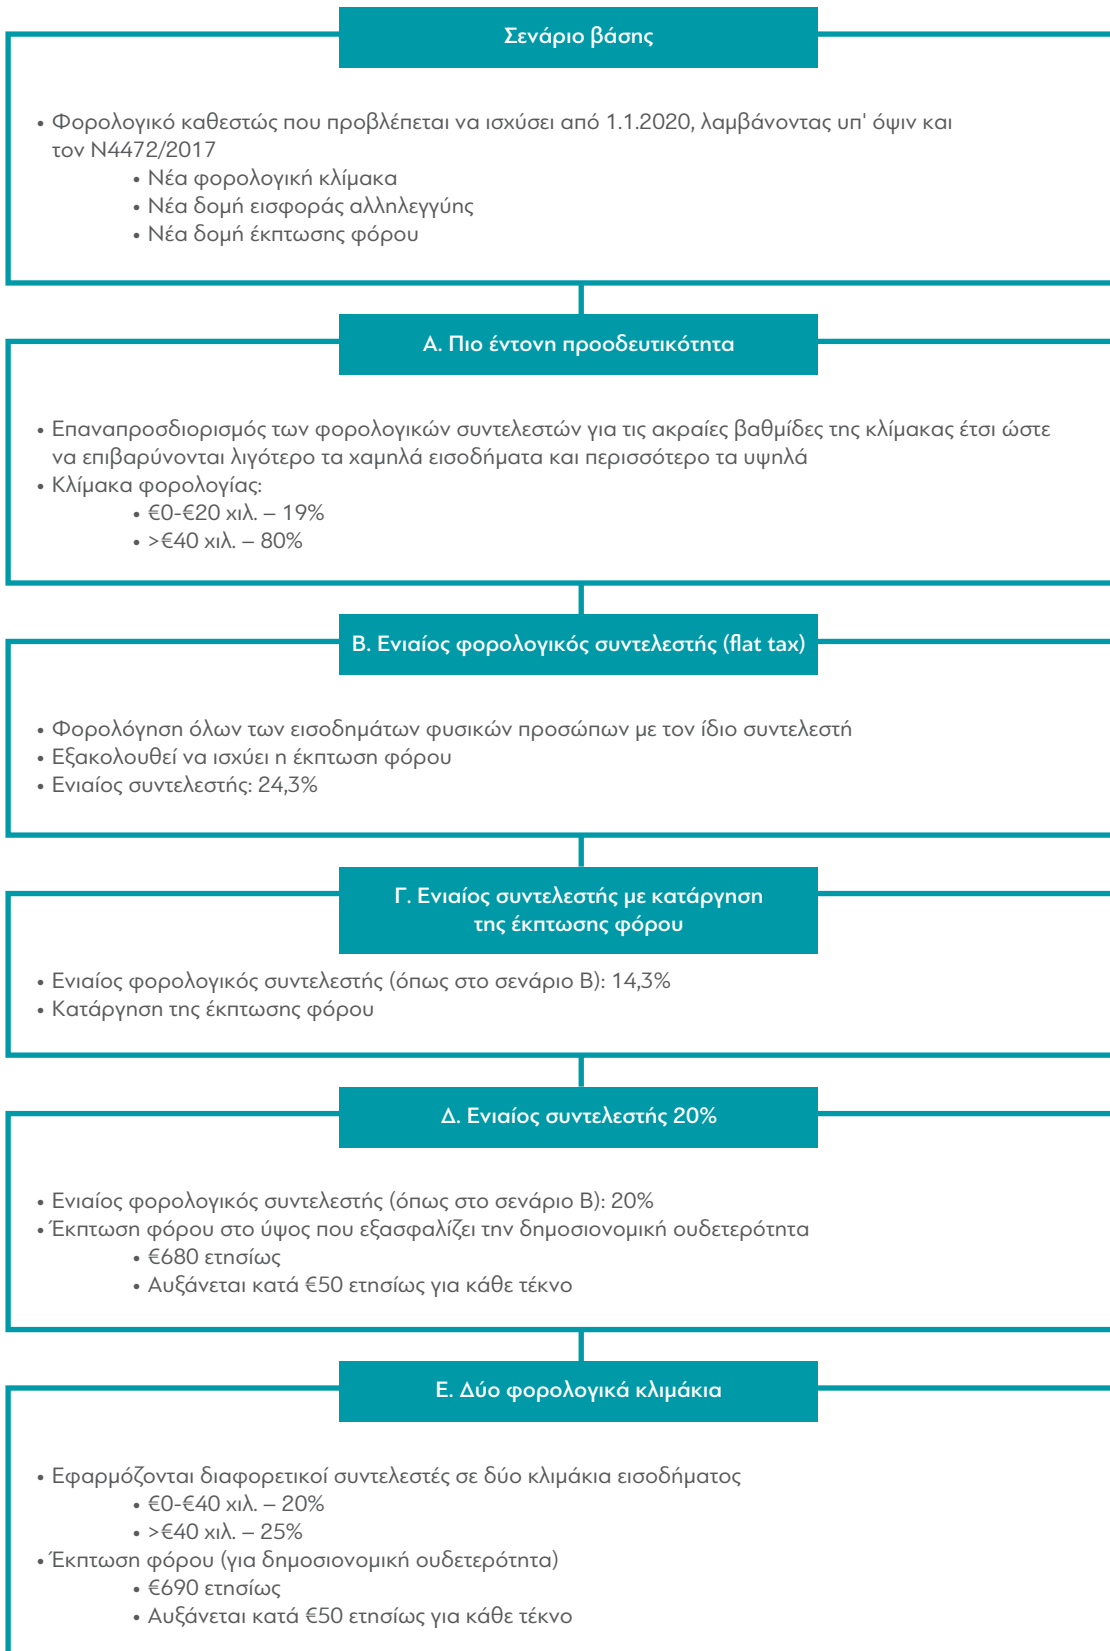 Σενάριο βάσης
• Φορολογικό καθεστώς που προβλέπεται να ισχύσει από 1.1.2020, λαμβάνοντας υπ' όψιν και
τον Ν4472/2017
• Νέα φορολογική κλίμακα
• Νέα δομή εισφοράς αλληλεγγύης
• Νέα δομή έκπτωσης φόρου
Α. Πιο έντονη προοδευτικότητα
• Επαναπροσδιορισμός των φορολογικών συντελεστών για τις ακραίες βαθμίδες της κλίμακας έτσι ώστε
να επιβαρύνονται λιγότερο τα χαμηλά εισοδήματα και περισσότερο τα υψηλά
• Κλίμακα φορολογίας:
• €0-€20 χιλ. – 19%
• >€40 χιλ. – 80%
Β. Ενιαίος φορολογικός συντελεστής (flat tax)
• Φορολόγηση όλων των εισοδημάτων φυσικών προσώπων με τον ίδιο συντελεστή
• Εξακολουθεί να ισχύει η έκπτωση φόρου
• Ενιαίος συντελεστής: 24,3%
Γ. Ενιαίος συντελεστής με κατάργηση
της έκπτωσης φόρου
• Ενιαίος φορολογικός συντελεστής (όπως στο σενάριο Β): 14,3%
• Κατάργηση της έκπτωσης φόρου
Δ. Ενιαίος συντελεστής 20%
• Ενιαίος φορολογικός συντελεστής (όπως στο σενάριο Β): 20%
• Έκπτωση φόρου στο ύψος που εξασφαλίζει την δημοσιονομική ουδετερότητα
• €680 ετησίως
• Αυξάνεται κατά €50 ετησίως για κάθε τέκνο
Ε. Δύο φορολογικά κλιμάκια
• Εφαρμόζονται διαφορετικοί συντελεστές σε δύο κλιμάκια εισοδήματος
• €0-€40 χιλ. – 20%
• >€40 χιλ. – 25%
• Έκπτωση φόρου (για δημοσιονομική ουδετερότητα)
• €690 ετησίως
• Αυξάνεται κατά €50 ετησίως για κάθε τέκνο